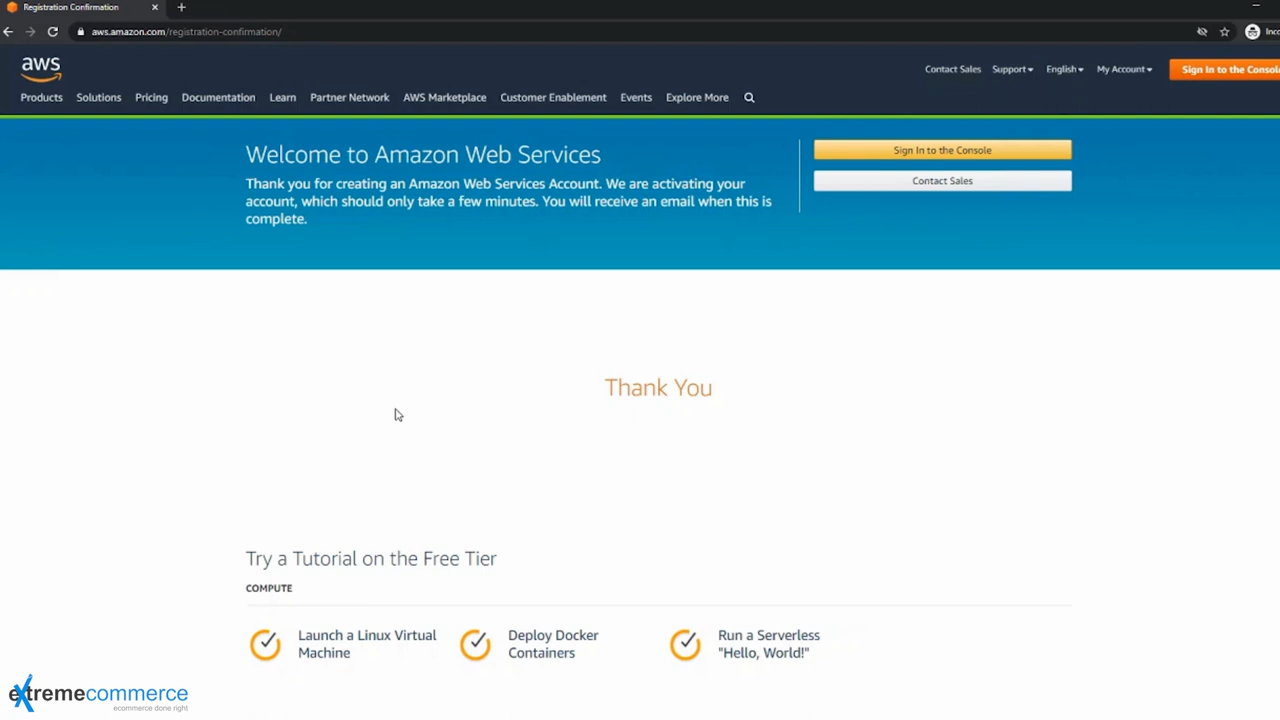 Registration Confirmation
aws.amazon.com/registration-confirmation/
aws
Contact Sales Support English My Account Sign In to the Console
Products Solutions Pricing Documentation Learn Partner Network AWS Marketplace Customer Enablement Events Explore More
Welcome to Amazon Web Services
Thank you for creating an Amazon Web Services Account. We are activating your
account, which should only take a few minutes. You will receive an email when this is
complete.
Sign In to the Console
Contact Sales
Thank You
Try a Tutorial on the Free Tier
COMPUTE
Launch a Linux Virtual
Machine
Deploy Docker
Containers
Run a Serverless
"Hello, World!"
extremecommerce
ecommerce done right